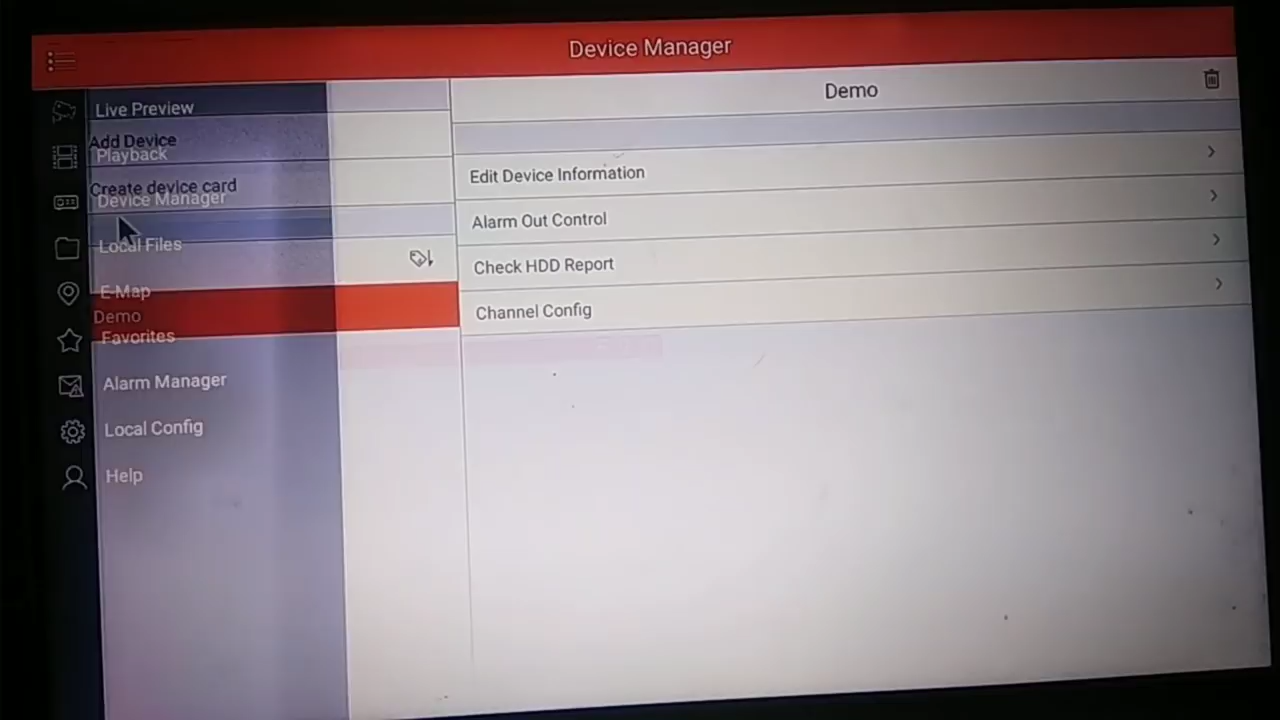 Device Manager
Live Preview
Add Device
Playback
Create device card
Device Manager
Local Files
E-Map
Demo
Favorites
Alarm Manager
Local Config
Help
Demo
Edit Device Information
Alarm Out Control
Check HDD Report
Channel Config